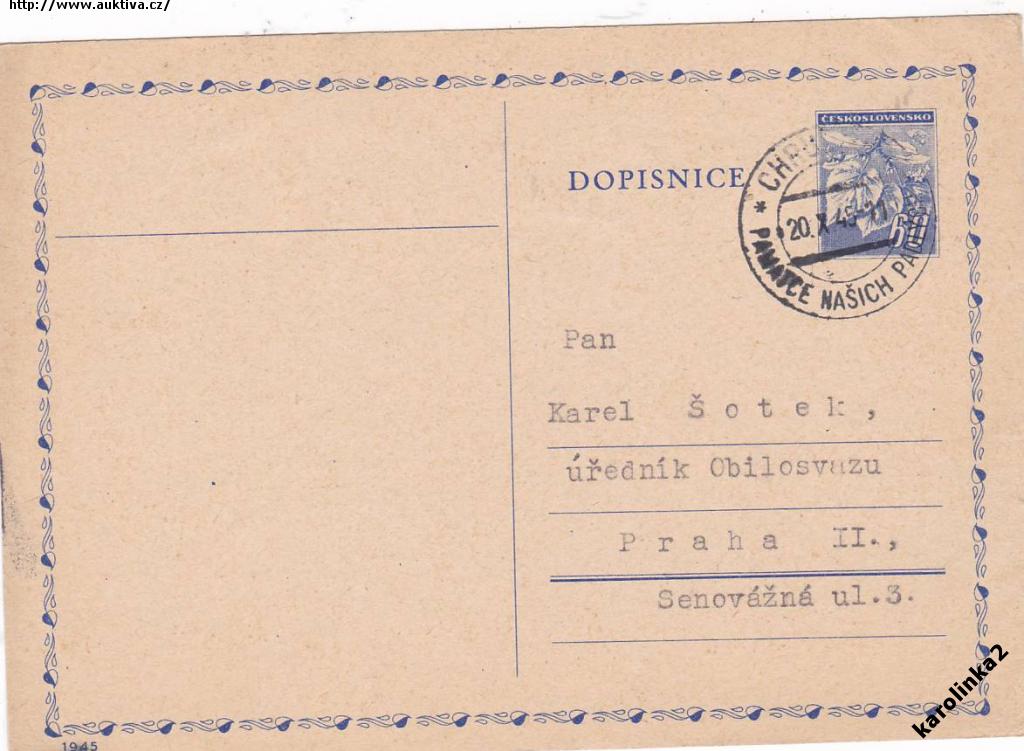 http://www.auktiva.cz/
ČESKOSLOVENSKO
DOPISNICE
20.X.45-
PAMÁTCE NAŠICH
Pan
Karel Šotek,
úředník Obilosvazu
Praha II.,
Senovážná ul.3.
karolinka2
1945